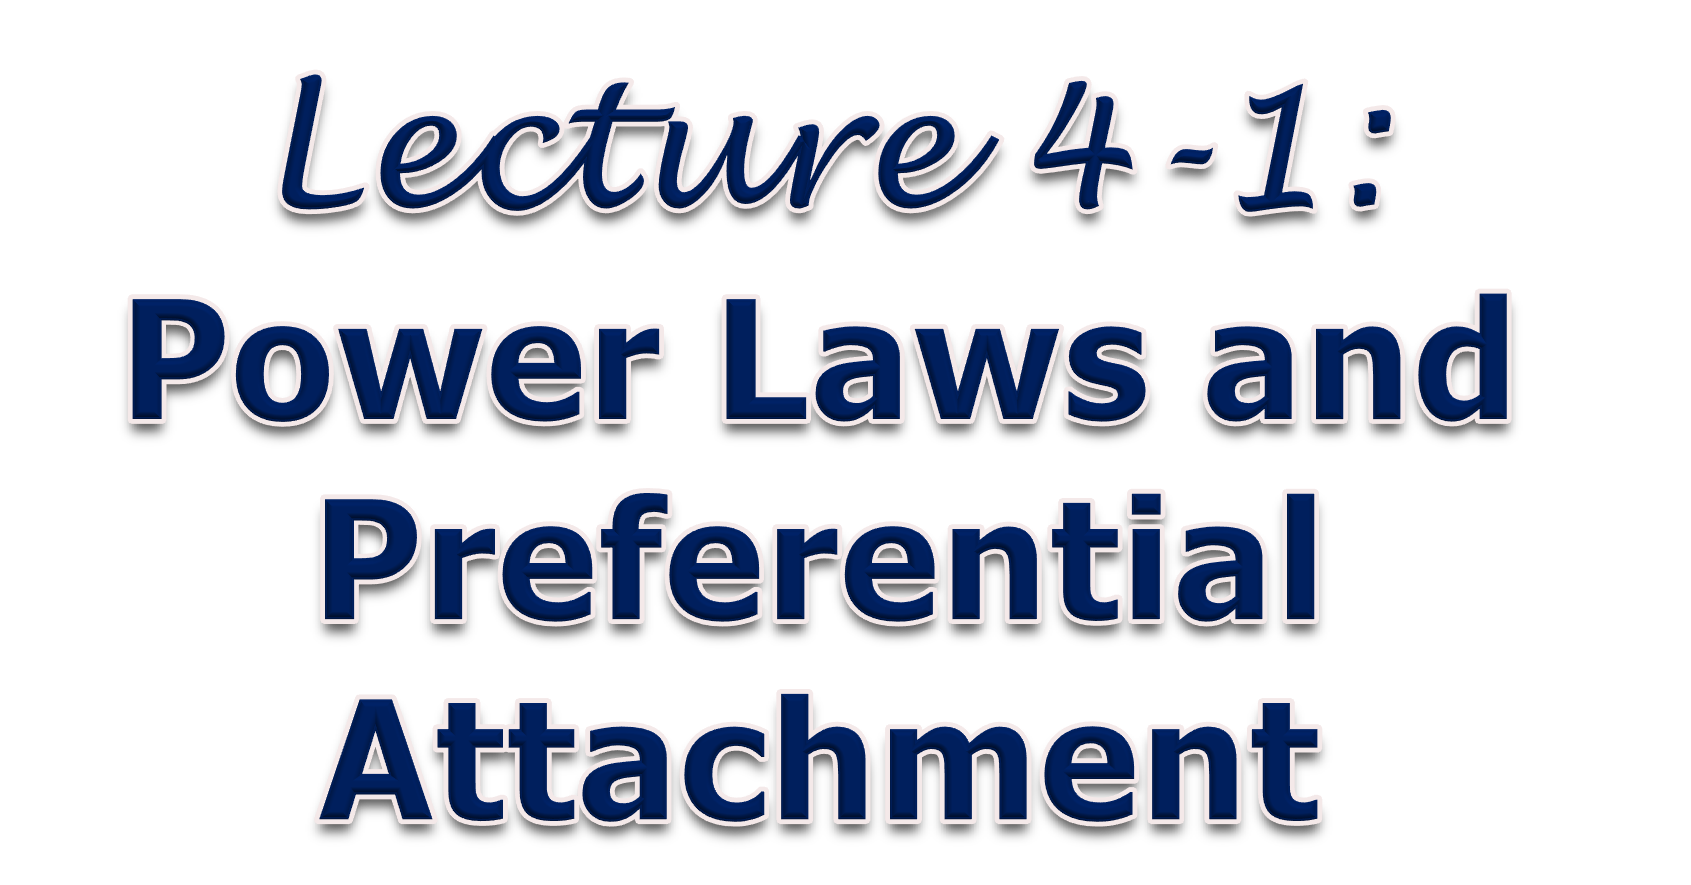 Lecture 4-1:
Power Laws and
Preferential
Attachment